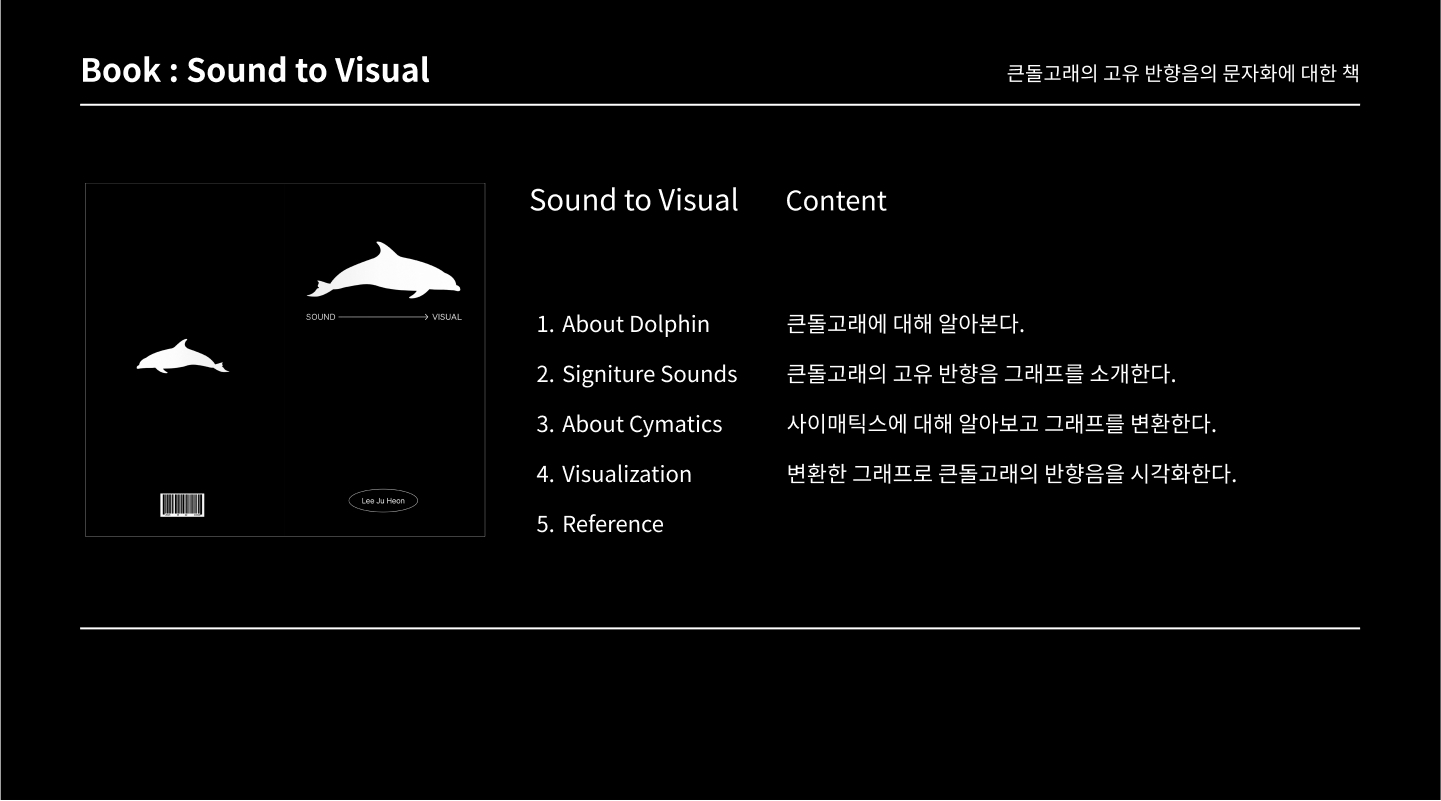 Book : Sound to Visual
큰돌고래의 고유 반향음의 문자화에 대한 책
SOUND VISUAL
Lee Ju Heon
Sound to Visual Content
1. About Dolphin 큰돌고래에 대해 알아본다.
2. Signiture Sounds 큰돌고래의 고유 반향음 그래프를 소개한다.
3. About Cymatics 사이매틱스에 대해 알아보고 그래프를 변환한다.
4. Visualization 변환한 그래프로 큰돌고래의 반향음을 시각화한다.
5. Reference